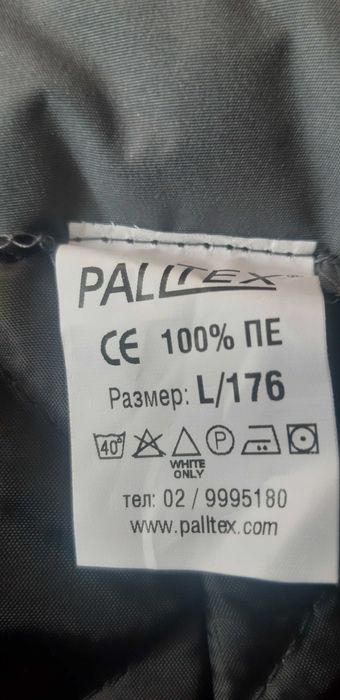 PALLTEX
CE 100% ПЕ
Размер: L/176
40° P
WHITE
ONLY
тел: 02 / 9995180
www.palltex.com